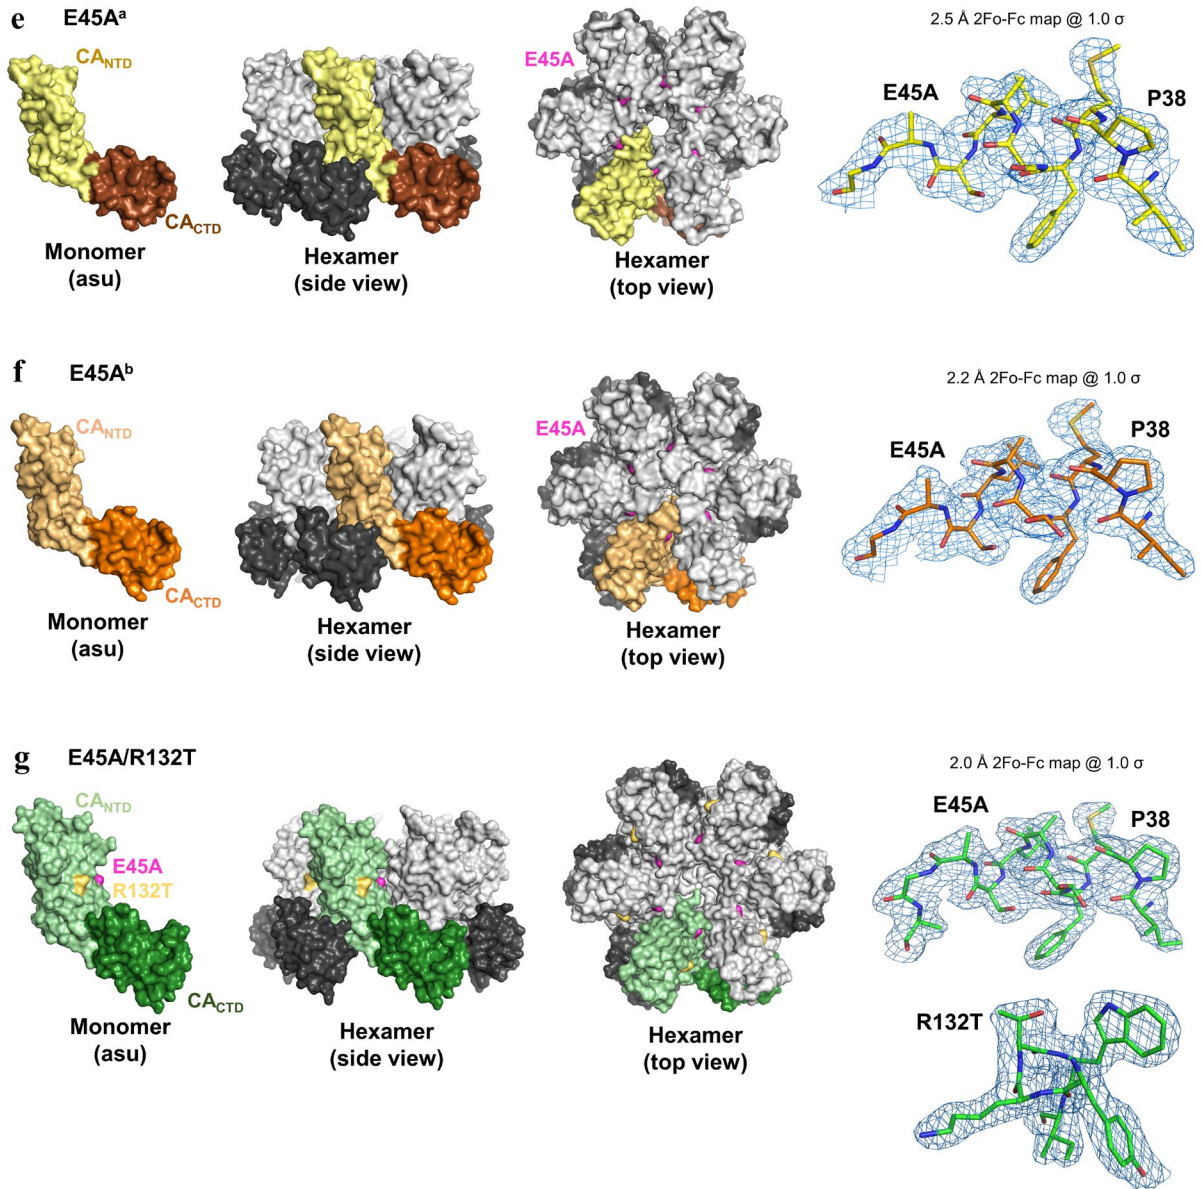 e
E45Aᵃ
2.5 Å 2Fo-Fc map @ 1.0 σ
CA_NTD
E45A
E45A
P38
CA_CTD
Monomer
(asu)
Hexamer
(side view)
Hexamer
(top view)
f
E45Aᵇ
2.2 Å 2Fo-Fc map @ 1.0 σ
CA_NTD
E45A
E45A
P38
CA_CTD
Monomer
(asu)
Hexamer
(side view)
Hexamer
(top view)
g
E45A/R132T
2.0 Å 2Fo-Fc map @ 1.0 σ
CA_NTD
E45A
P38
E45A
R132T
CA_CTD
R132T
Monomer
(asu)
Hexamer
(side view)
Hexamer
(top view)